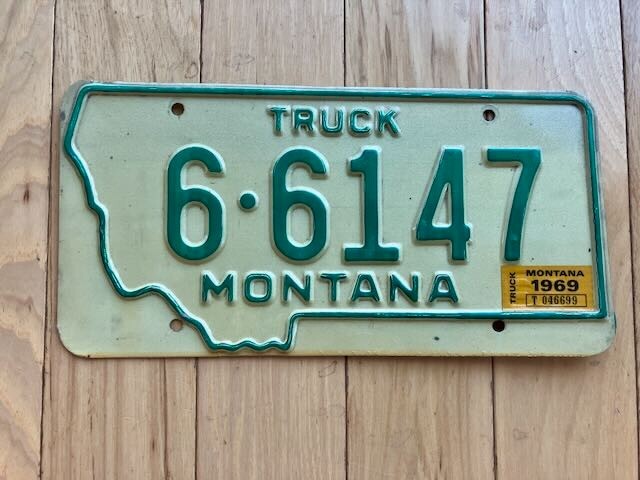 TRUCK
6·6147
MONTANA
TRUCK
MONTANA
1969
T 046699